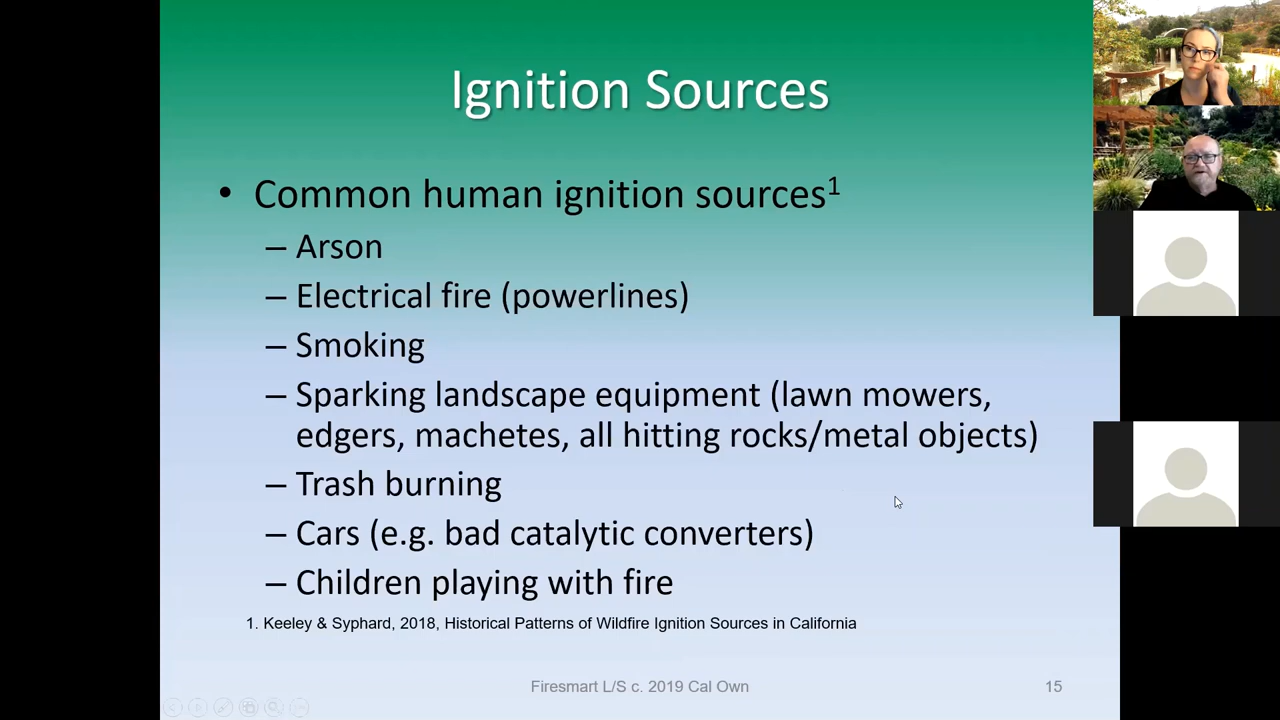 Ignition Sources
• Common human ignition sources1
– Arson
– Electrical fire (powerlines)
– Smoking
– Sparking landscape equipment (lawn mowers,
edgers, machetes, all hitting rocks/metal objects)
– Trash burning
– Cars (e.g. bad catalytic converters)
– Children playing with fire
1. Keeley & Syphard, 2018, Historical Patterns of Wildfire Ignition Sources in California
Firesmart L/S c. 2019 Cal Own
15